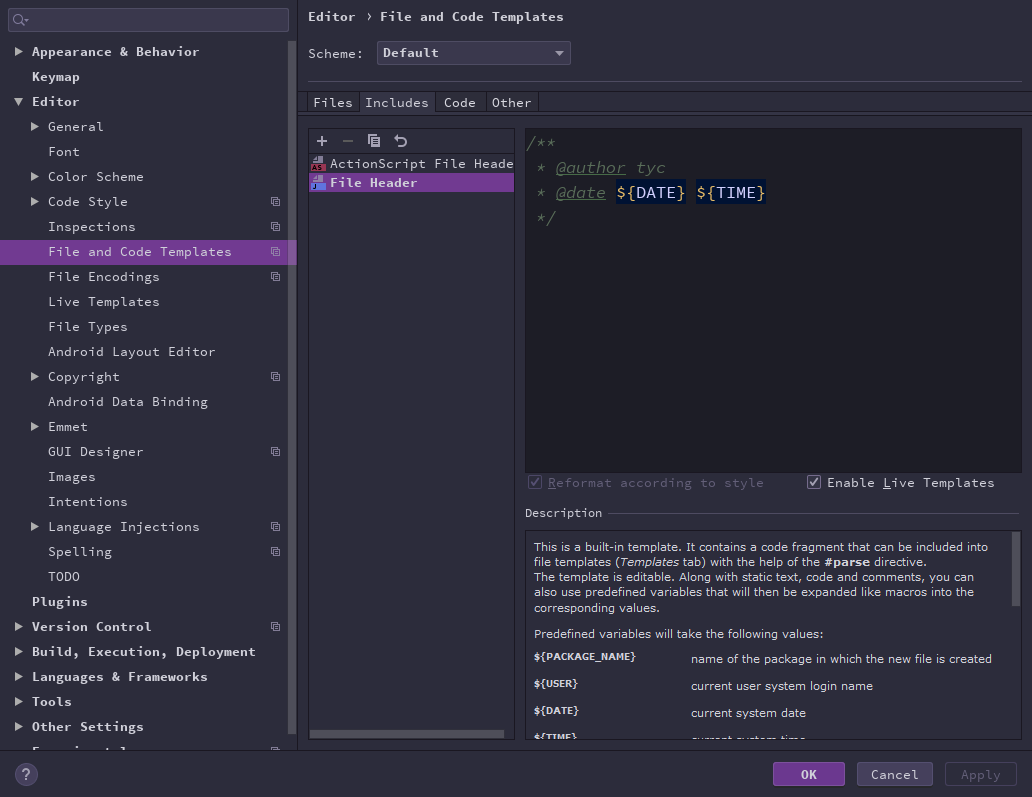 Appearance & Behavior
Keymap
Editor
General
Font
Color Scheme
Code Style
Inspections
File and Code Templates
File Encodings
Live Templates
File Types
Android Layout Editor
Copyright
Android Data Binding
Emmet
GUI Designer
Images
Intentions
Language Injections
Spelling
TODO
Plugins
Version Control
Build, Execution, Deployment
Languages & Frameworks
Tools
Other Settings
Editor › File and Code Templates
Scheme: Default
Files Includes Code Other
ActionScript File Heade
File Header
/**
* @author tyc
* @date ${DATE} ${TIME}
*/
Reformat according to style Enable Live Templates
Description
This is a built-in template. It contains a code fragment that can be included into
file templates (Templates tab) with the help of the #parse directive.
The template is editable. Along with static text, code and comments, you can
also use predefined variables that will then be expanded like macros into the
corresponding values.
Predefined variables will take the following values:
${PACKAGE_NAME} name of the package in which the new file is created
${USER} current user system login name
${DATE} current system date
${TIME} current system time
? OK Cancel Apply